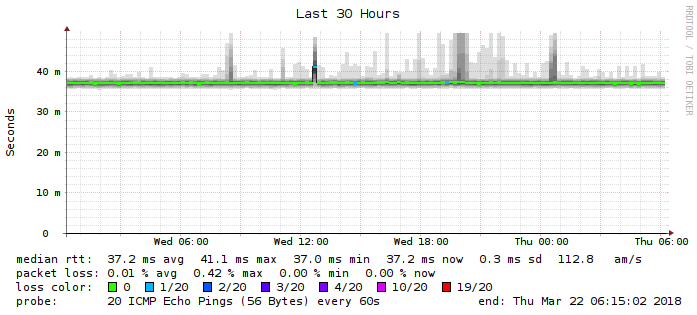 Last 30 Hours
RRDTOOL / TOBI OETIKER
Seconds
40 m
30 m
20 m
10 m
0
Wed 06:00 Wed 12:00 Wed 18:00 Thu 00:00 Thu 06:00
median rtt: 37.2 ms avg 41.1 ms max 37.0 ms min 37.2 ms now 0.3 ms sd 112.8 am/s
packet loss: 0.01 % avg 0.42 % max 0.00 % min 0.00 % now
loss color: 0 1/20 2/20 3/20 4/20 10/20 19/20
probe: 20 ICMP Echo Pings (56 Bytes) every 60s end: Thu Mar 22 06:15:02 2018